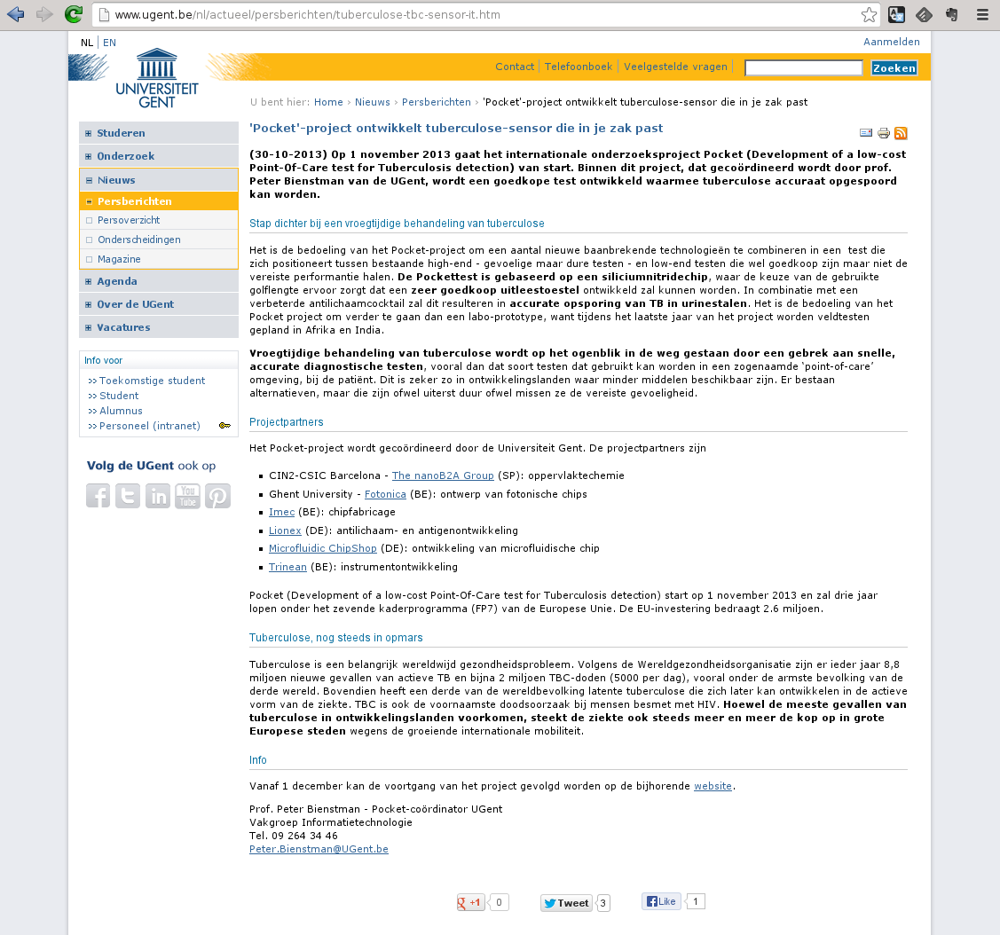 www.ugent.be/nl/actueel/persberichten/tuberculose-tbc-sensor-it.htm
NL | EN
Aanmelden
UNIVERSITEIT
GENT
Contact | Telefoonboek | Veelgestelde vragen |
Zoeken
U bent hier: Home › Nieuws › Persberichten › 'Pocket'-project ontwikkelt tuberculose-sensor die in je zak past
Studeren
Onderzoek
Nieuws
Persberichten
Persoverzicht
Onderscheidingen
Magazine
Agenda
Over de UGent
Vacatures
Info voor
>> Toekomstige student
>> Student
>> Alumnus
>> Personeel (intranet)
Volg de UGent ook op
You
Tube
'Pocket'-project ontwikkelt tuberculose-sensor die in je zak past
(30-10-2013) Op 1 november 2013 gaat het internationale onderzoeksproject Pocket (Development of a low-cost
Point-Of-Care test for Tuberculosis detection) van start. Binnen dit project, dat gecoördineerd wordt door prof.
Peter Bienstman van de UGent, wordt een goedkope test ontwikkeld waarmee tuberculose accuraat opgespoord
kan worden.
Stap dichter bij een vroegtijdige behandeling van tuberculose
Het is de bedoeling van het Pocket-project om een aantal nieuwe baanbrekende technologieën te combineren in een  test die
zich positioneert tussen bestaande high-end - gevoelige maar dure testen - en low-end testen die wel goedkoop zijn maar niet de
vereiste performantie halen. De Pockettest is gebaseerd op een siliciumnitridechip, waar de keuze van de gebruikte
golflengte ervoor zorgt dat een zeer goedkoop uitleestoestel ontwikkeld zal kunnen worden. In combinatie met een
verbeterde antilichaamcocktail zal dit resulteren in accurate opsporing van TB in urinestalen. Het is de bedoeling van het
Pocket project om verder te gaan dan een labo-prototype, want tijdens het laatste jaar van het project worden veldtesten
gepland in Afrika en India.
Vroegtijdige behandeling van tuberculose wordt op het ogenblik in de weg gestaan door een gebrek aan snelle,
accurate diagnostische testen, vooral dan dat soort testen dat gebruikt kan worden in een zogenaamde 'point-of-care'
omgeving, bij de patiënt. Dit is zeker zo in ontwikkelingslanden waar minder middelen beschikbaar zijn. Er bestaan
alternatieven, maar die zijn ofwel uiterst duur ofwel missen ze de vereiste gevoeligheid.
Projectpartners
Het Pocket-project wordt gecoördineerd door de Universiteit Gent. De projectpartners zijn
CIN2-CSIC Barcelona - The nanoB2A Group (SP): oppervlaktechemie
Ghent University - Fotonica (BE): ontwerp van fotonische chips
Imec (BE): chipfabricage
Lionex (DE): antilichaam- en antigenontwikkeling
Microfluidic ChipShop (DE): ontwikkeling van microfluidische chip
Trinean (BE): instrumentontwikkeling
Pocket (Development of a low-cost Point-Of-Care test for Tuberculosis detection) start op 1 november 2013 en zal drie jaar
lopen onder het zevende kaderprogramma (FP7) van de Europese Unie. De EU-investering bedraagt 2.6 miljoen.
Tuberculose, nog steeds in opmars
Tuberculose is een belangrijk wereldwijd gezondheidsprobleem. Volgens de Wereldgezondheidsorganisatie zijn er ieder jaar 8,8
miljoen nieuwe gevallen van actieve TB en bijna 2 miljoen TBC-doden (5000 per dag), vooral onder de armste bevolking van de
derde wereld. Bovendien heeft een derde van de wereldbevolking latente tuberculose die zich later kan ontwikkelen in de actieve
vorm van de ziekte. TBC is ook de voornaamste doodsoorzaak bij mensen besmet met HIV. Hoewel de meeste gevallen van
tuberculose in ontwikkelingslanden voorkomen, steekt de ziekte ook steeds meer en meer de kop op in grote
Europese steden wegens de groeiende internationale mobiliteit.
Info
Vanaf 1 december kan de voortgang van het project gevolgd worden op de bijhorende website.
Prof. Peter Bienstman - Pocket-coördinator UGent
Vakgroep Informatietechnologie
Tel. 09 264 34 46
Peter.Bienstman@UGent.be
+1 0 Tweet 3 Like 1